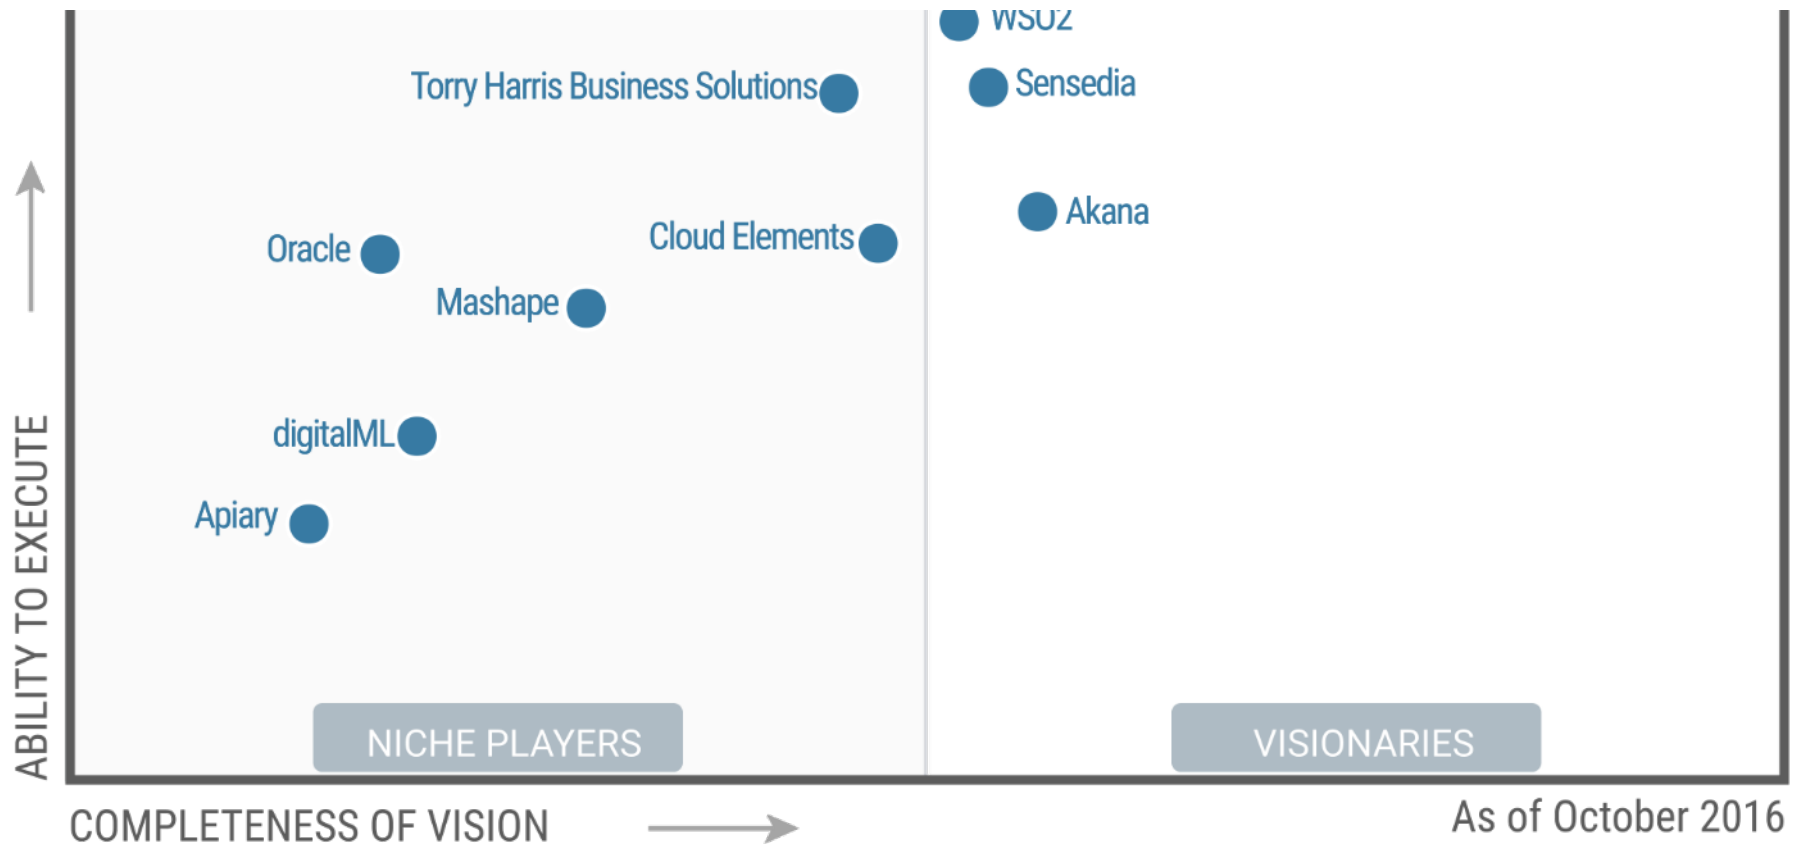 WSO2
Torry Harris Business Solutions
Sensedia
Akana
Cloud Elements
Oracle
Mashape
digitalML
Apiary
ABILITY TO EXECUTE
NICHE PLAYERS
VISIONARIES
COMPLETENESS OF VISION
As of October 2016